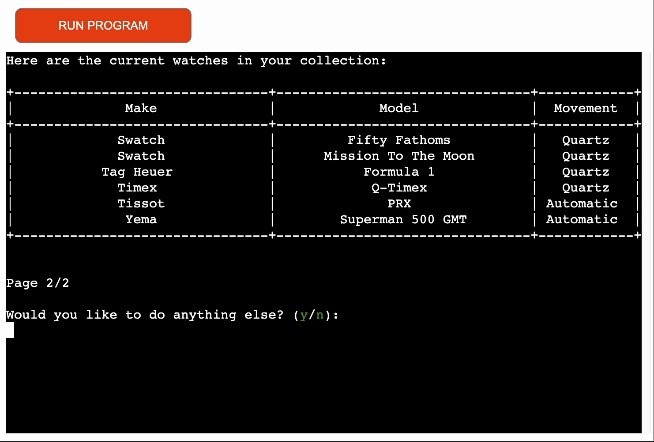 RUN PROGRAM
Here are the current watches in your collection:
+--------------------------------+--------------------------------+------------+
| Make | Model | Movement |
+--------------------------------+--------------------------------+------------+
| Swatch | Fifty Fathoms | Quartz |
| Swatch | Mission To The Moon | Quartz |
| Tag Heuer | Formula 1 | Quartz |
| Timex | Q-Timex | Quartz |
| Tissot | PRX | Automatic |
| Yema | Superman 500 GMT | Automatic |
+--------------------------------+--------------------------------+------------+
Page 2/2
Would you like to do anything else? (y/n):